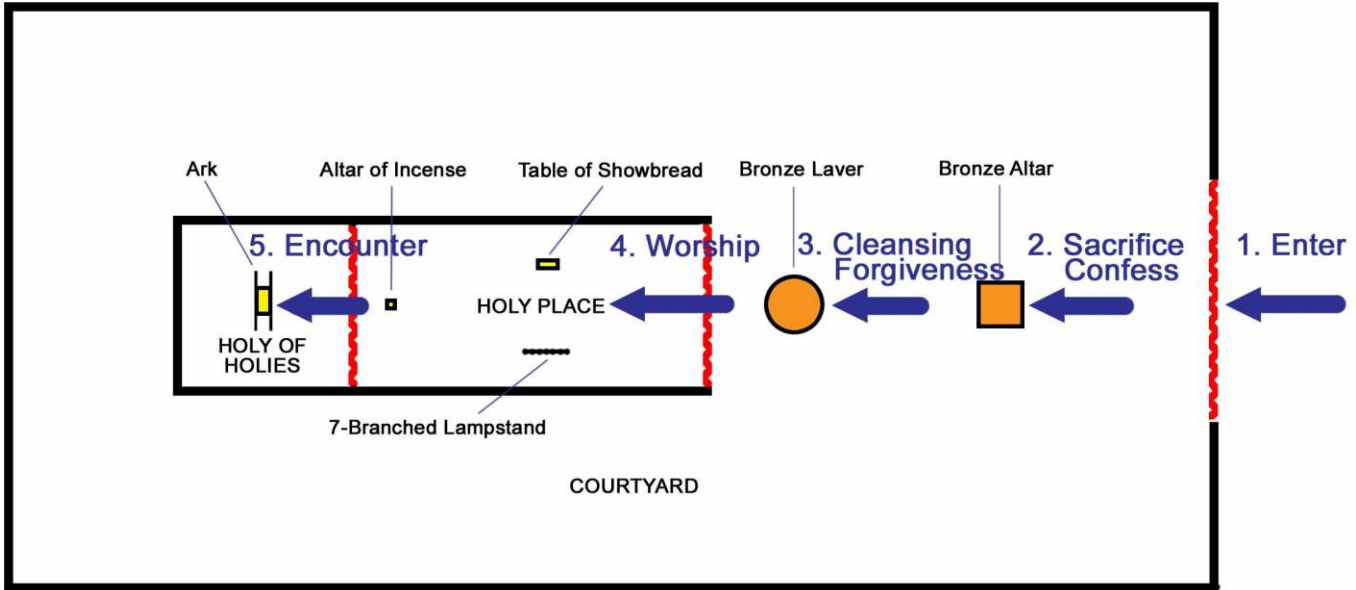 Ark
Altar of Incense
Table of Showbread
Bronze Laver
Bronze Altar
5. Encounter
4. Worship
3. Cleansing
Forgiveness
2. Sacrifice
Confess
1. Enter
HOLY PLACE
HOLY OF
HOLIES
7-Branched Lampstand
COURTYARD